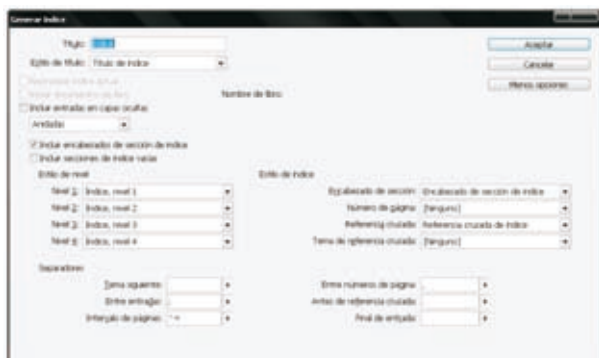 Generar índice
Título: Índice
Estilo de título: Título de índice
Aceptar
Cancelar
Menos opciones
Reemplazar índice actual
Incluir documentos de libro
Nombre de libro:
Incluir entradas en capas ocultas
Anidado
Incluir encabezados de sección de índice
Incluir secciones de índice vacías
Estilo de nivel
Nivel 1: Índice, nivel 1
Nivel 2: Índice, nivel 2
Nivel 3: Índice, nivel 3
Nivel 4: Índice, nivel 4
Estilo de índice
Encabezado de sección: Encabezado de sección de índice
Número de página: [Ninguno]
Referencia cruzada: Referencia cruzada de índice
Tema de referencia cruzada: [Ninguno]
Separadores
Tema siguiente:
Entre entradas: ;
Intervalo de páginas: ^=
Entre números de página: ,
Antes de referencia cruzada:
Final de entrada: